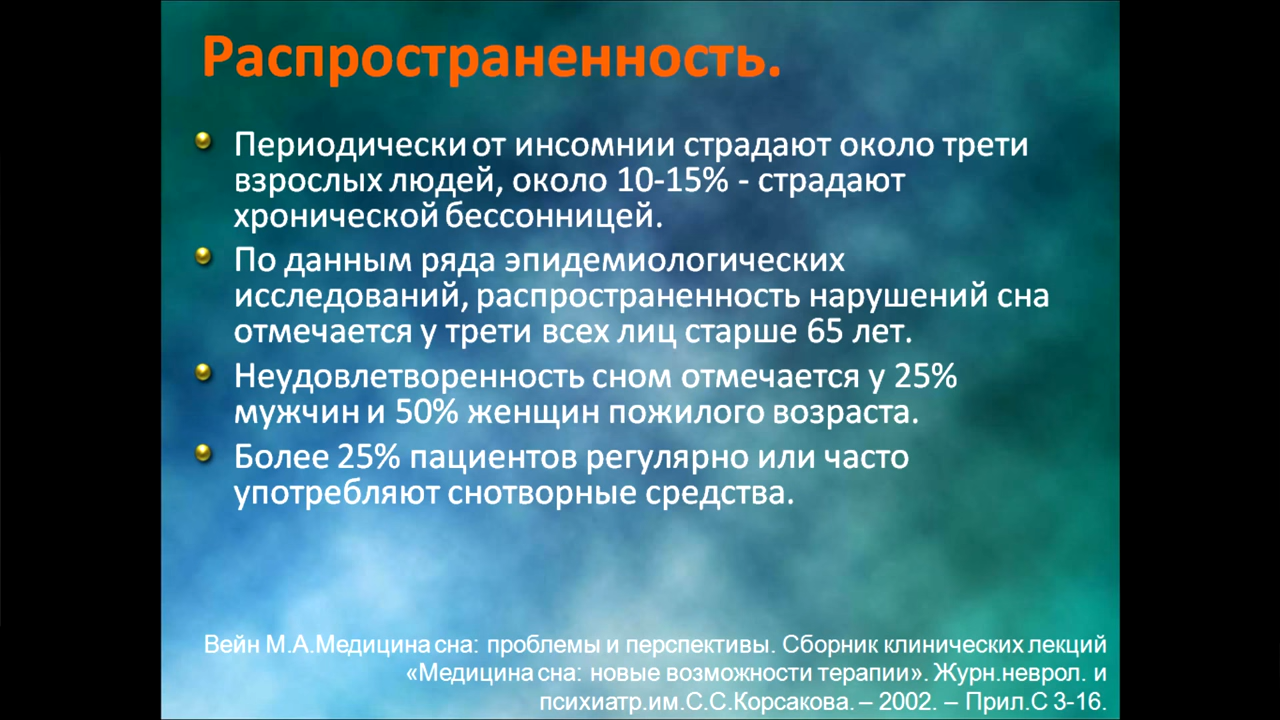 Распространенность.
Периодически от инсомнии страдают около трети
взрослых людей, около 10-15% - страдают
хронической бессонницей.
По данным ряда эпидемиологических
исследований, распространенность нарушений сна
отмечается у трети всех лиц старше 65 лет.
Неудовлетворенность сном отмечается у 25%
мужчин и 50% женщин пожилого возраста.
Более 25% пациентов регулярно или часто
употребляют снотворные средства.
Вейн М.А.Медицина сна: проблемы и перспективы. Сборник клинических лекций
«Медицина сна: новые возможности терапии». Журн.неврол. и
психиатр.им.С.С.Корсакова. – 2002. – Прил.С 3-16.